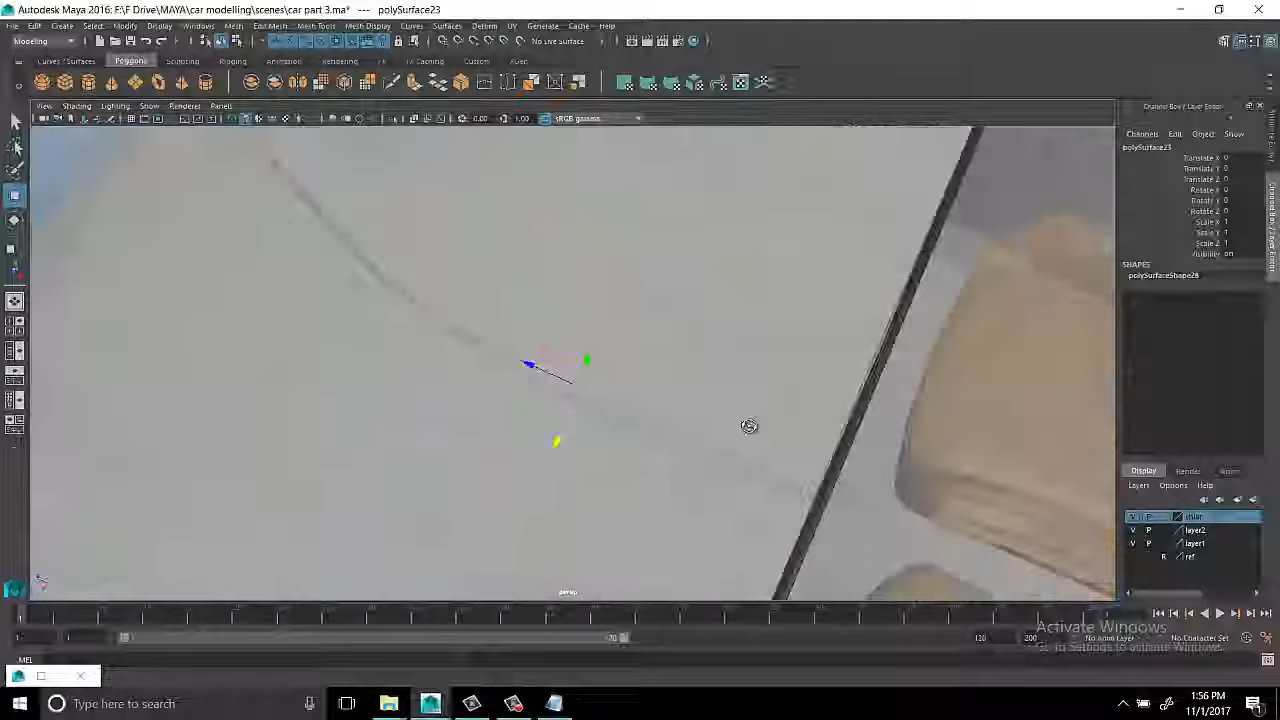 Autodesk Maya 2016: F:\F Drive\MAYA\car modelling\scenes\car part 3.ma* --- polySurface23
File Edit Create Select Modify Display Windows Mesh Edit Mesh Mesh Tools Mesh Display Curves Surfaces Deform UV Generate Cache Help
Modeling No Live Surface
Curves / Surfaces Polygons Sculpting Rigging Animation Rendering FX FX Caching Custom XGen
View Shading Lighting Show Renderer Panels
0.00 1.00 sRGB gamma
Channel Box / Layer Editor
Channels Edit Object Show
polySurface23
Translate X 0
Translate Y 0
Translate Z 0
Rotate X 0
Rotate Y 0
Rotate Z 0
Scale X 1
Scale Y 1
Scale Z 1
Visibility on
SHAPES
polySurfaceShape26
Display Render Anim
Layers Options Help
V P
V P layer2
V P layer1
R ref
persp
120 200 No Anim Layer No Character Set
Activate Windows
Go to Settings to activate Windows.
MEL
Type here to search
1:56 PM
11/1/2017